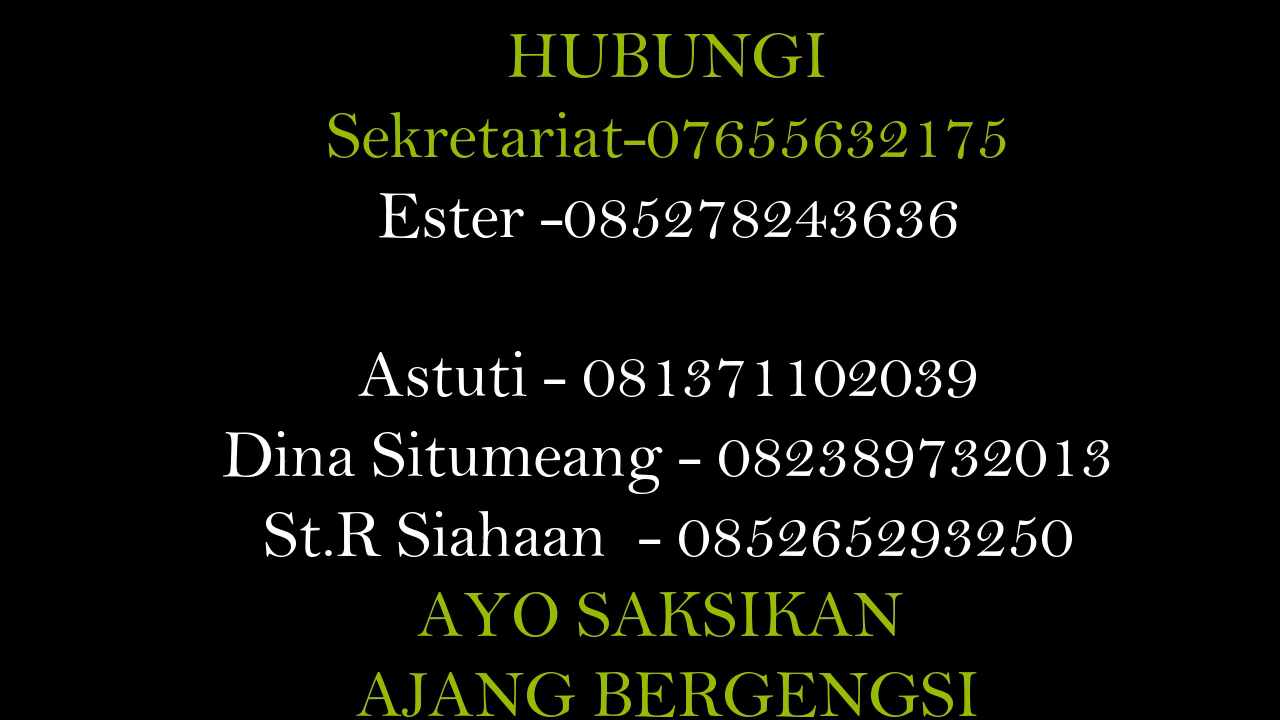 HUBUNGI
Sekretariat-07655632175
Ester -085278243636
Astuti - 081371102039
Dina Situmeang - 082389732013
St.R Siahaan - 085265293250
AYO SAKSIKAN
AJANG BERGENGSI